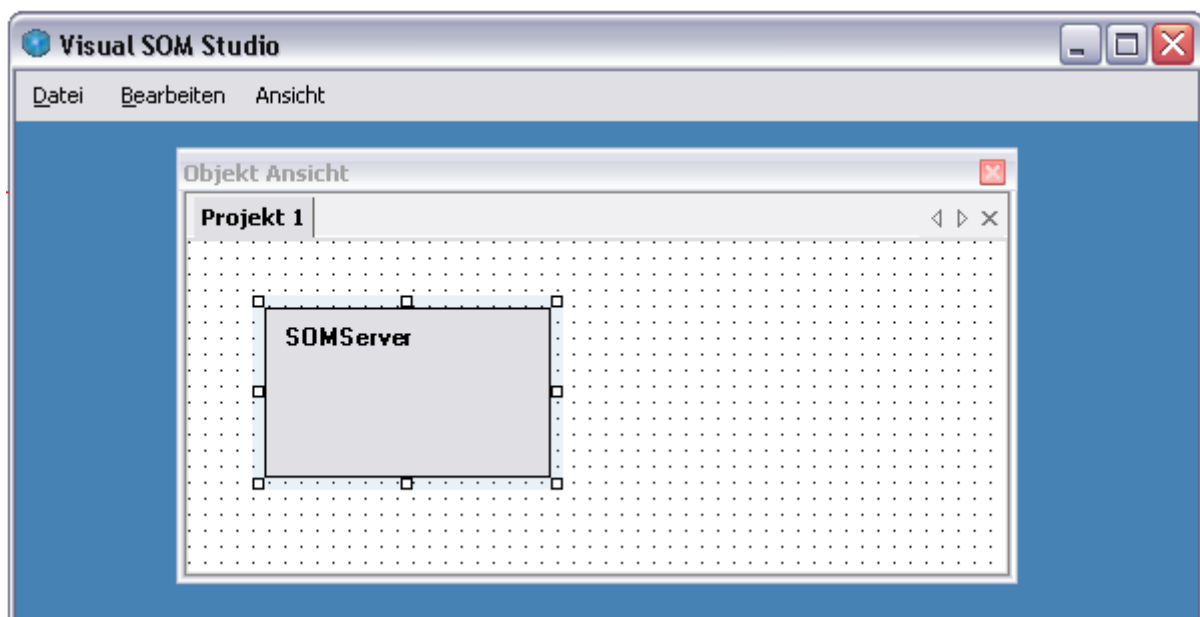 Visual SOM Studio
Datei Bearbeiten Ansicht
Objekt Ansicht
Projekt 1
SOMServer